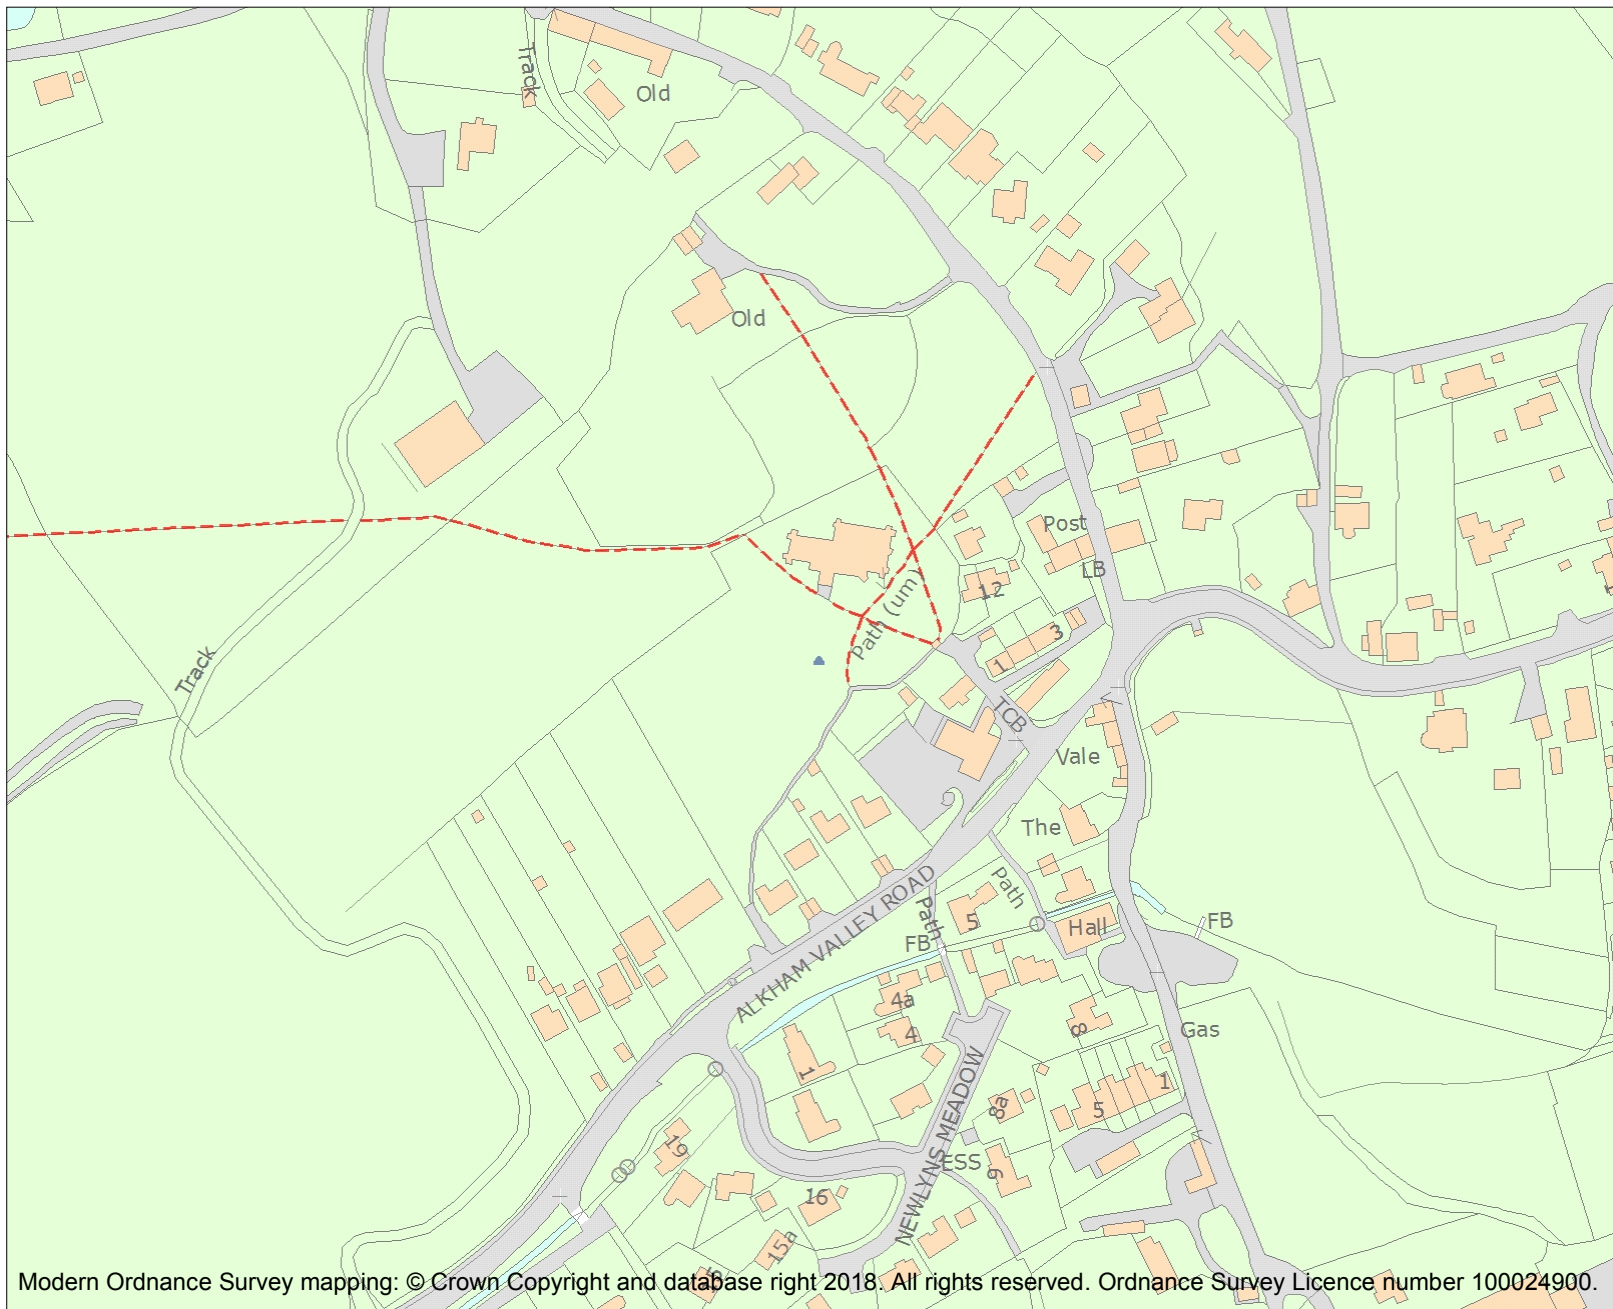 Track
Old
Old
Post
LB
12
Path (um)
3
1
Track
TCB
Vale
The
Path
Path
5
Hall
FB
FB
ALKHAM VALLEY ROAD
4a
4
8
Gas
1
1
5
8a
NEWLYNS MEADOW
19
ESS
9
16
15a
Modern Ordnance Survey mapping: © Crown Copyright and database right 2018. All rights reserved. Ordnance Survey Licence number 100024900.